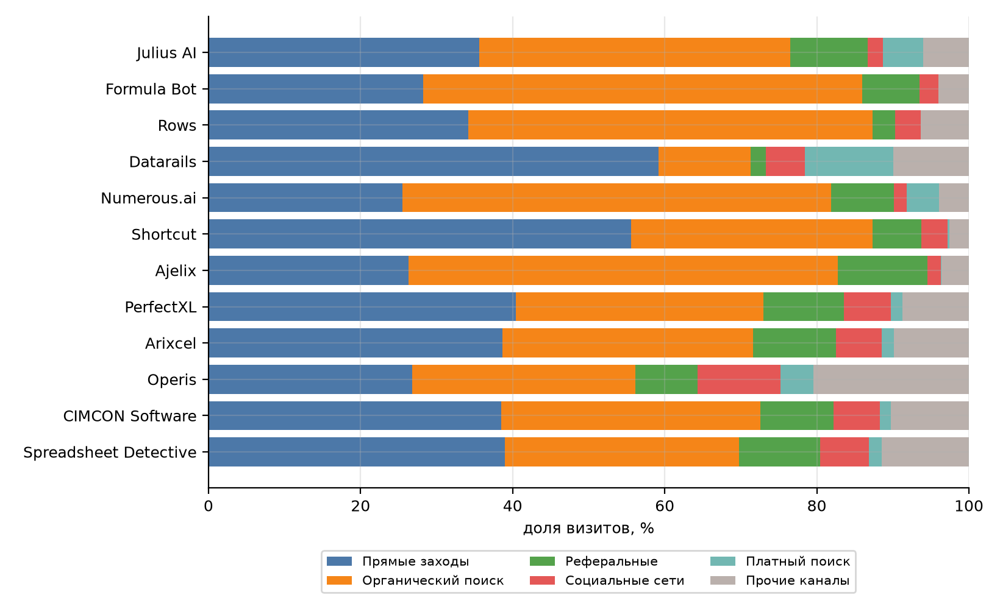 Julius AI
Formula Bot
Rows
Datarails
Numerous.ai
Shortcut
Ajelix
PerfectXL
Arixcel
Operis
CIMCON Software
Spreadsheet Detective
0 20 40 60 80 100
доля визитов, %
Прямые заходы Реферальные Платный поиск
Органический поиск Социальные сети Прочие каналы